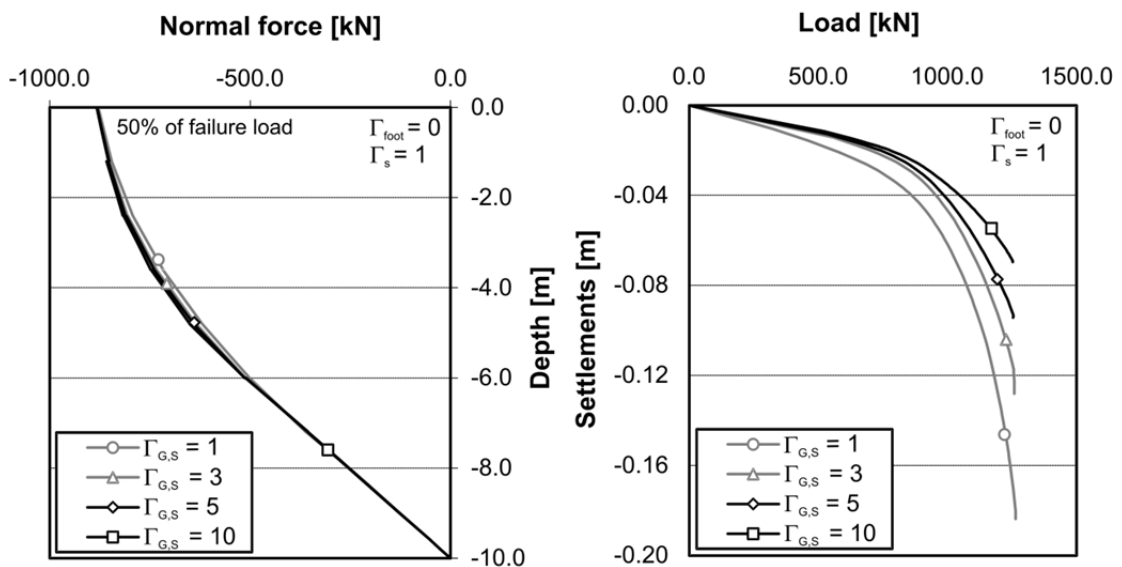 Normal force [kN]
-1000.0 -500.0 0.0
50% of failure load
Γfoot = 0
Γs = 1
0.0
-2.0
-4.0
-6.0
-8.0
-10.0
Depth [m]
ΓG,S = 1
ΓG,S = 3
ΓG,S = 5
ΓG,S = 10
Load [kN]
0.0 500.0 1000.0 1500.0
0.00
-0.04
-0.08
-0.12
-0.16
-0.20
Settlements [m]
Γfoot = 0
Γs = 1
ΓG,S = 1
ΓG,S = 3
ΓG,S = 5
ΓG,S = 10